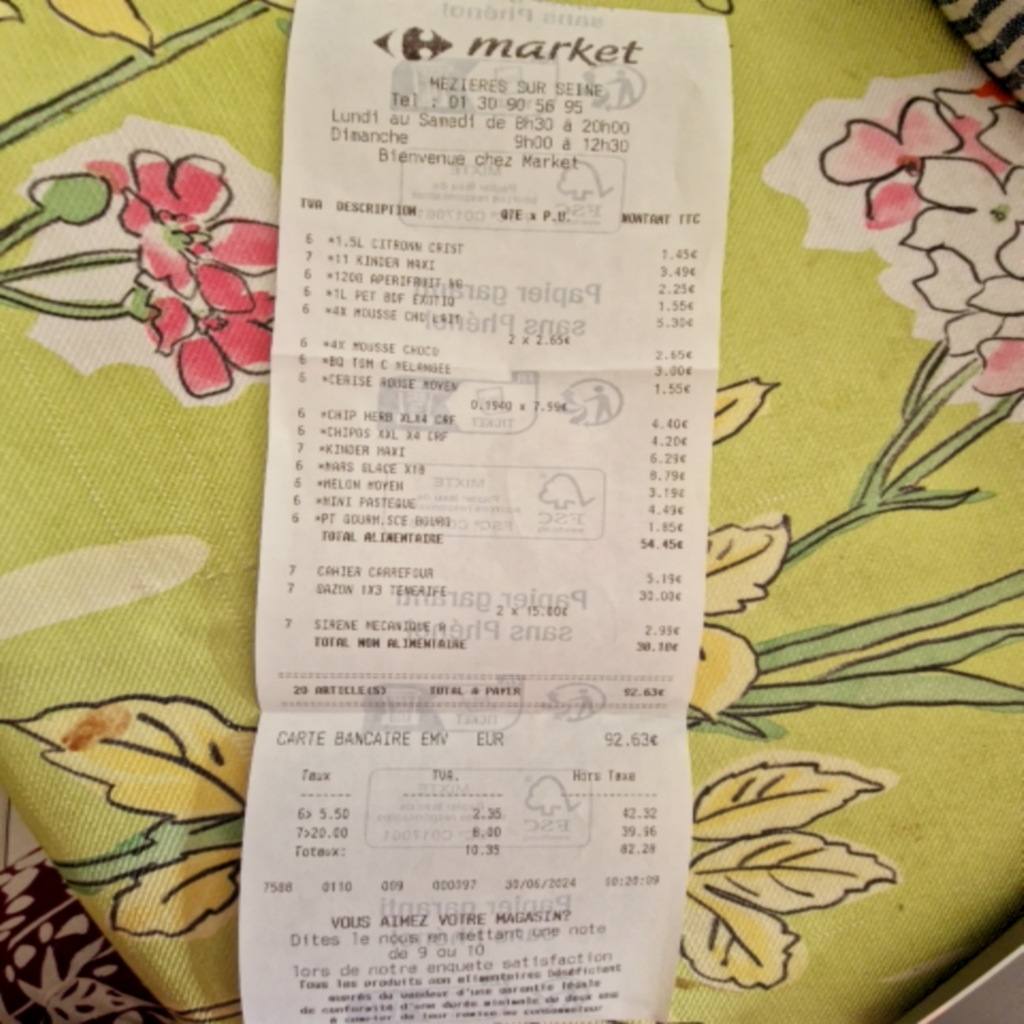 market
MEZIERES SUR SEINE
Tel : 01 30 90 56 95
Lundi au Samedi de 8h30 à 20h00
Dimanche 9h00 à 12h30
Bienvenue chez Market
TVA DESCRIPTION QTE x P.U. MONTANT TTC
6 *1.5L CITRONN CRIST 1.45€
7 *11 KINDER MAXI 3.49€
6 *120G APERIFRUIT 2.25€
6 *1L PET BDF EXOTIQ 1.55€
6 *4X MOUSSE CHO LAIT 5.30€
2 x 2.65€
6 *4X MOUSSE CHOCO 2.65€
6 *BQ TOM C MELANGEE 3.00€
6 *CERISE ROUGE MOYEN 1.55€
x 7.99€
6 *CHIP HERB XLX4 CRF 4.40€
6 *CHIPOS XXL X4 CRF 4.20€
7 *KINDER MAXI 6.29€
6 *MARS GLACE X18 8.79€
6 *MELON MOYEN 3.19€
6 *MINI PASTEQUE 4.49€
6 *PT GOURM.SCE BOURG 1.85€
TOTAL ALIMENTAIRE 54.45€
7 CAHIER CARREFOUR 5.19€
7 GAZON 1X3 TENERIFE 30.00€
2 x 15.00€
7 SIRENE MECANIQUE 2.99€
TOTAL NON ALIMENTAIRE
20 ARTICLE(S) TOTAL A PAYER 92.63€
CARTE BANCAIRE EMV EUR 92.63€
Taux TVA. Hors Taxe
6> 5.50 2.35 42.32
7>20.00 8.00 39.96
Totaux: 10.35 82.28
7588 0110 009 000397 30/06/2024 10:20:09
VOUS AIMEZ VOTRE MAGASIN?
Dites le nous en mettant une note
de 9 ou 10
lors de notre enquete satisfaction
Tous les produits non alimentaires bénéficient
auprès du vendeur d'une garantie légale
de conformité d'une durée minimale de deux ans
à compter de leur remise au consommateur
Papier garanti
sans Phénol
Papier garanti
sans Phénol
MIXTE
FSC
TICKET